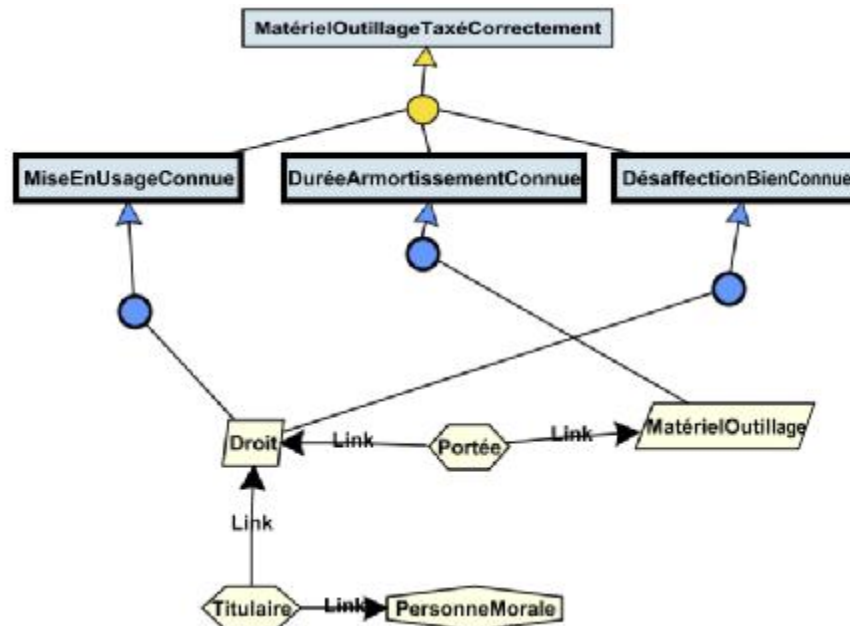 MatérielOutillageTaxéCorrectement
MiseEnUsageConnue
DuréeArmortissementConnue
DésaffectionBienConnue
Droit
Link
Portée
Link
MatérielOutillage
Link
Titulaire
Link
PersonneMorale